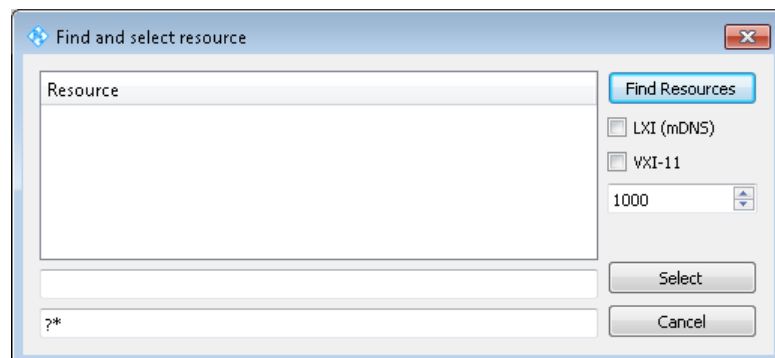 Find and select resource
Resource
Find Resources
LXI (mDNS)
VXI-11
1000
Select
?*
Cancel